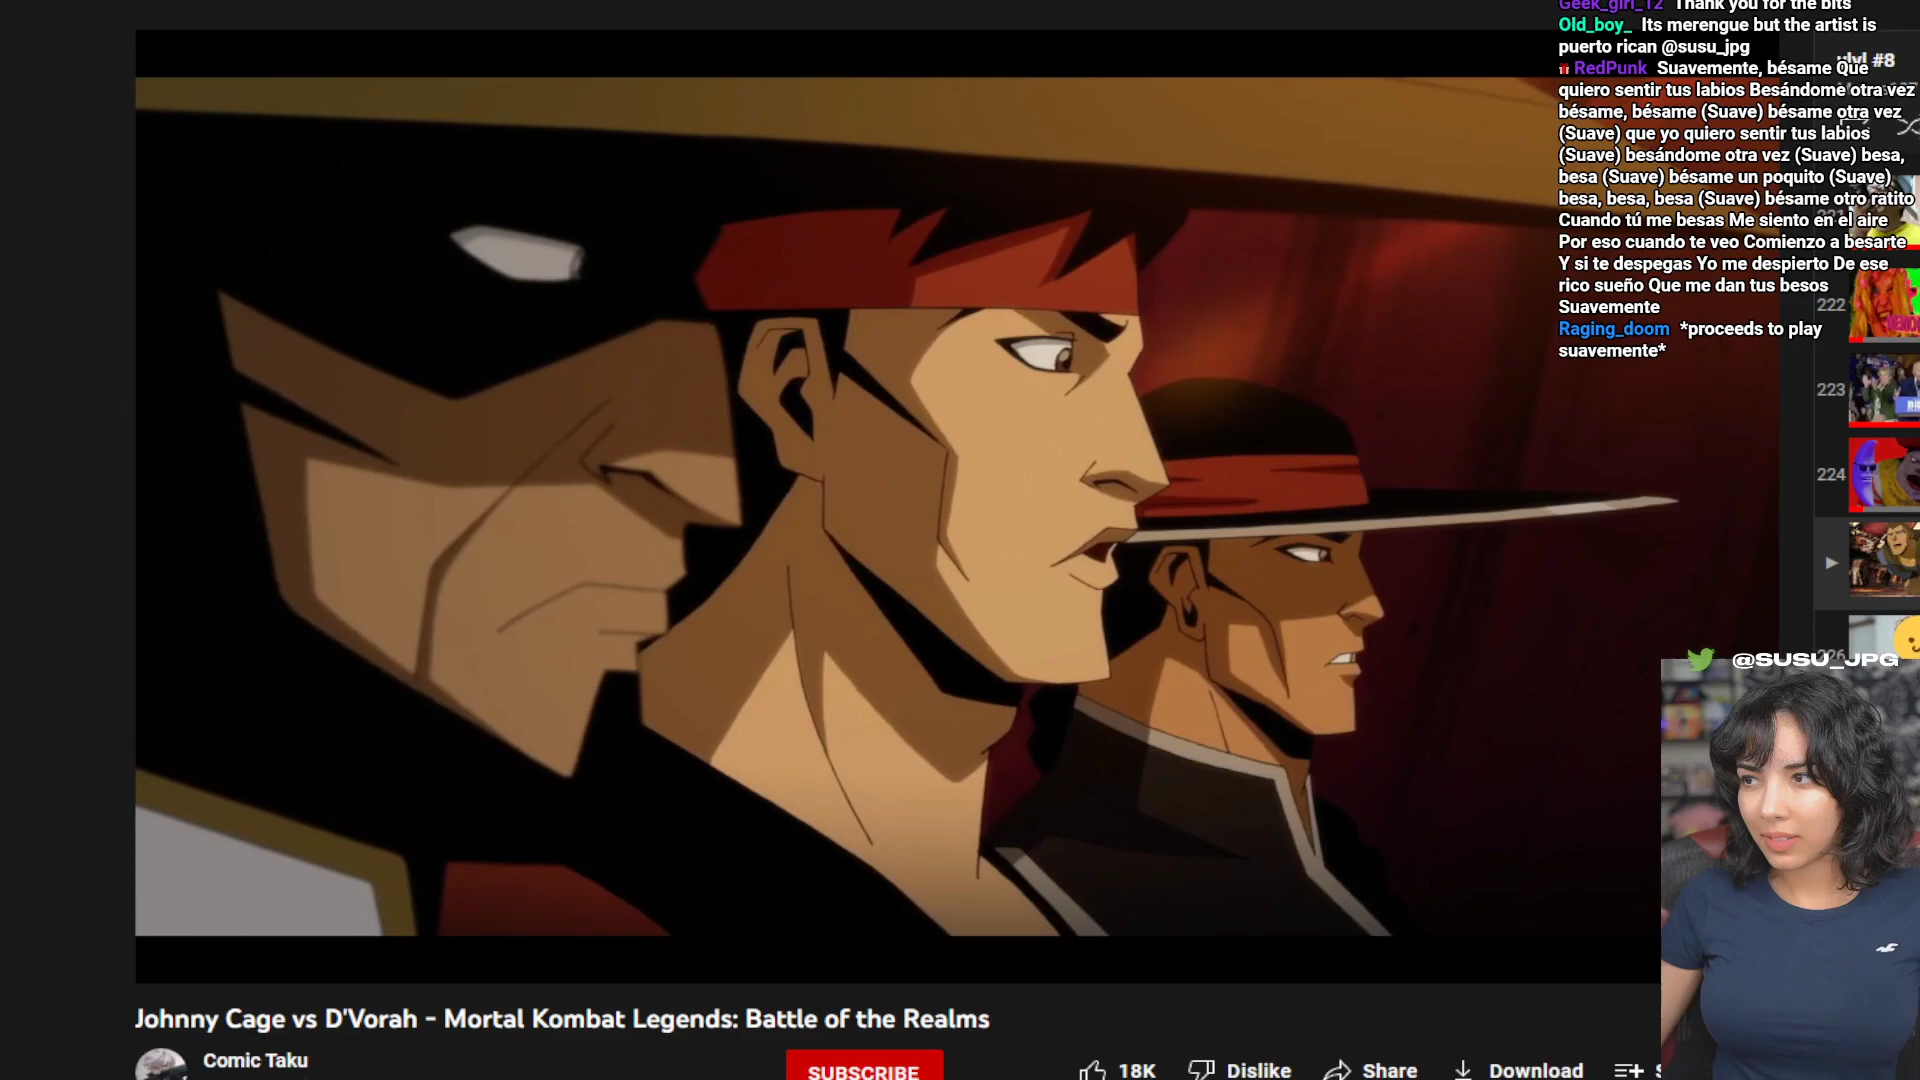 Geek_girl_12 Thank you for the bits
Old_boy_ Its merengue but the artist is
puerto rican @susu_jpg
RedPunk Suavemente, bésame Que
quiero sentir tus labios Besándome otra vez
bésame, bésame (Suave) bésame otra vez
(Suave) que yo quiero sentir tus labios
(Suave) besándome otra vez (Suave) besa,
besa (Suave) bésame un poquito (Suave)
besa, besa, besa (Suave) bésame otro ratito
Cuando tú me besas Me siento en el aire
Por eso cuando te veo Comienzo a besarte
Y si te despegas Yo me despierto De ese
rico sueño Que me dan tus besos
Suavemente
Raging_doom *proceeds to play
suavemente*
#8
222
223
224
226
@SUSU_JPG
Johnny Cage vs D'Vorah - Mortal Kombat Legends: Battle of the Realms
Comic Taku
SUBSCRIBE
18K
Dislike
Share
Download